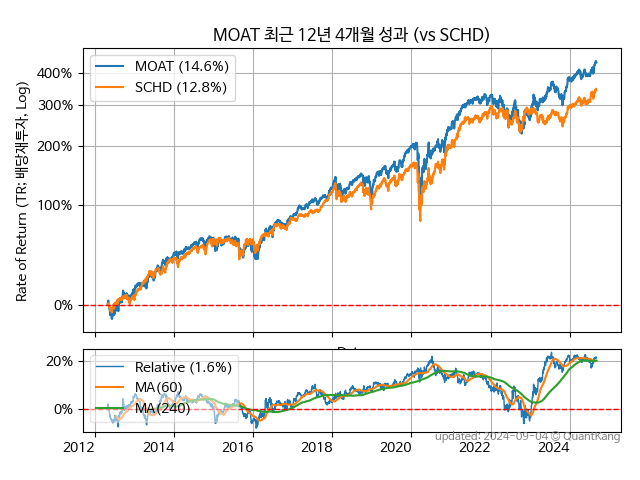 MOAT 최근 12년 4개월 성과 (vs SCHD)
Rate of Return (TR: 배당재투자, Log)
400%
300%
200%
100%
0%
MOAT (14.6%)
SCHD (12.8%)
20%
0%
Relative (1.6%)
MA(60)
MA(240)
2012
2014
2016
2018
2020
2022
2024
updated: 2024-09-04 © QuantKang